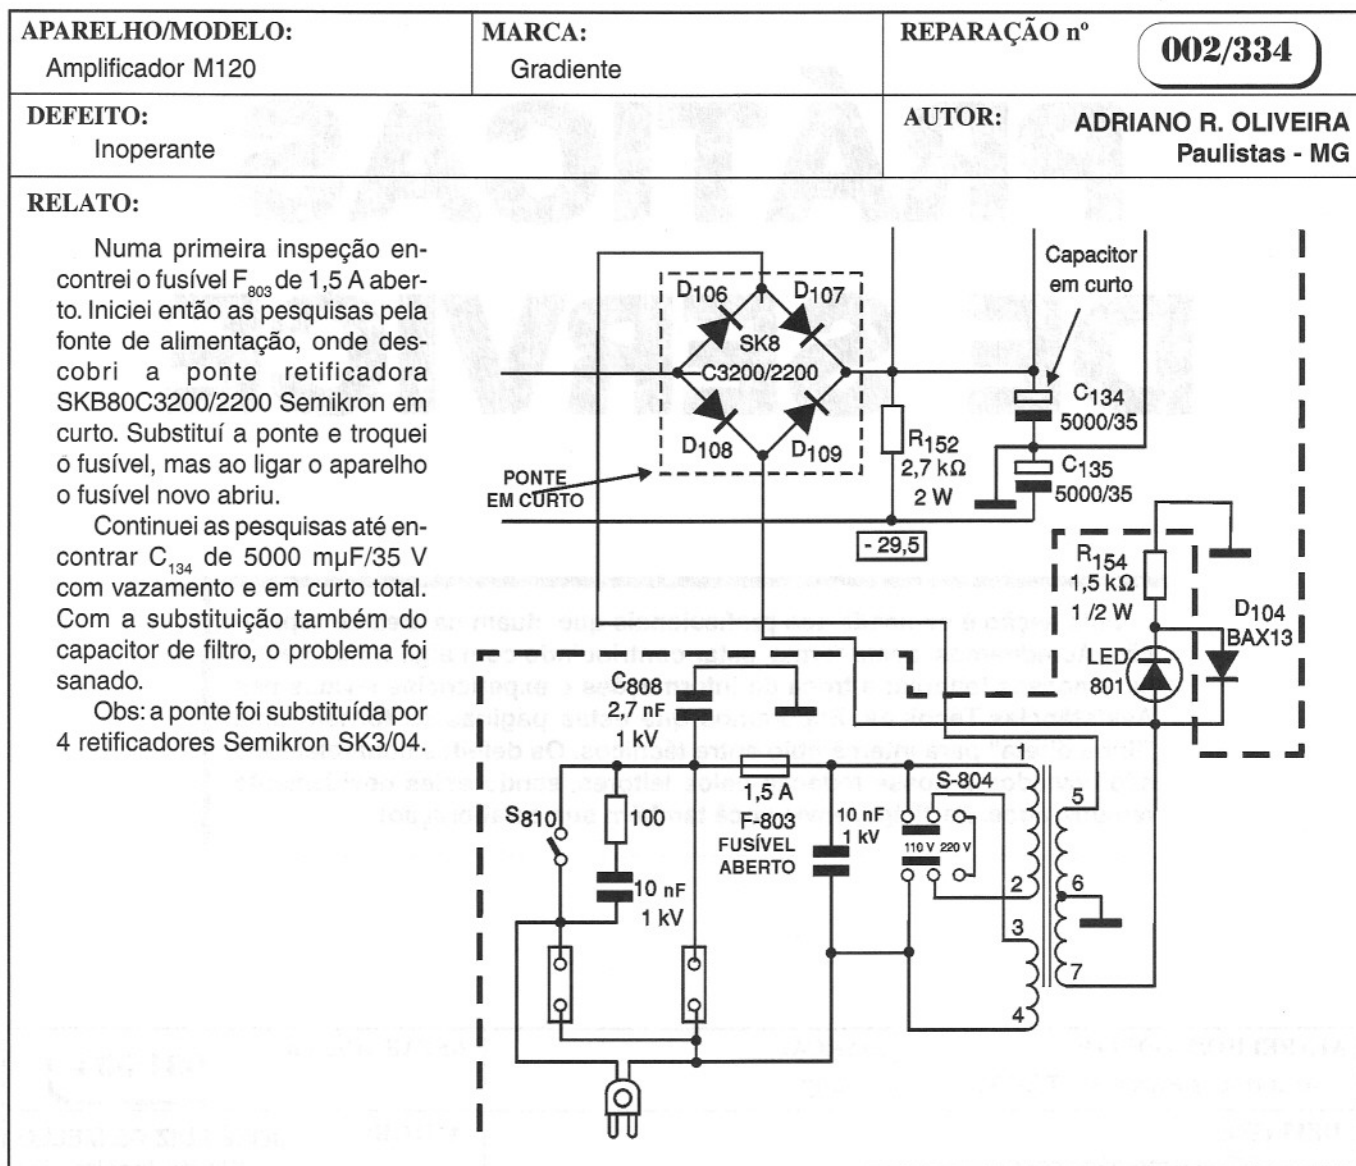 APARELHO/MODELO:
Amplificador M120
MARCA:
Gradiente
REPARAÇÃO nº
002/334
DEFEITO:
Inoperante
AUTOR:
ADRIANO R. OLIVEIRA
Paulistas - MG
RELATO:
Numa primeira inspeção en-
contrei o fusível F803 de 1,5 A aber-
to. Iniciei então as pesquisas pela
fonte de alimentação, onde des-
cobri a ponte retificadora
SKB80C3200/2200 Semikron em
curto. Substituí a ponte e troquei
o fusível, mas ao ligar o aparelho
o fusível novo abriu.
Continuei as pesquisas até en-
contrar C134 de 5000 mµF/35 V
com vazamento e em curto total.
Com a substituição também do
capacitor de filtro, o problema foi
sanado.
Obs: a ponte foi substituída por
4 retificadores Semikron SK3/04.
Capacitor
em curto
D106
D107
SK8
C3200/2200
D108
D109
PONTE
EM CURTO
R152
2,7 kΩ
2 W
C134
5000/35
C135
5000/35
- 29,5
R154
1,5 kΩ
1/2 W
D104
BAX13
LED
801
C808
2,7 nF
1 kV
S810
100
10 nF
1 kV
1,5 A
F-803
FUSÍVEL
ABERTO
10 nF
1 kV
S-804
110 V
220 V
1
2
3
4
5
6
7